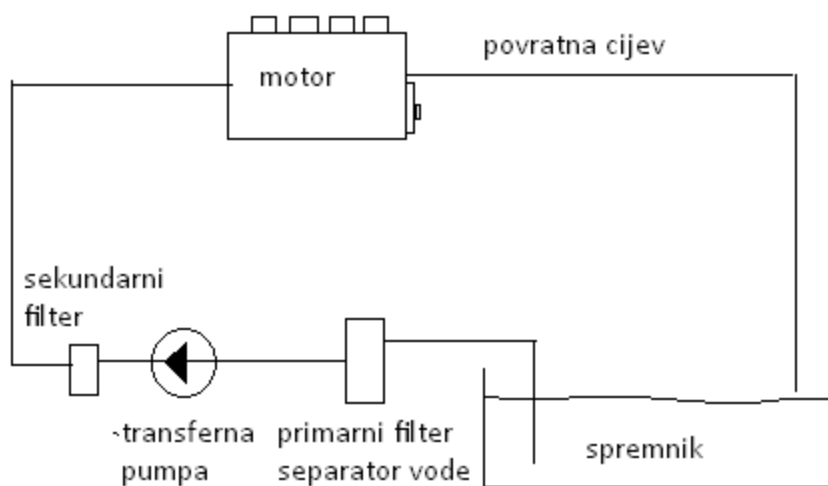 povratna cijev
motor
sekundarni
filter
-transferna
pumpa
primarni filter
separator vode
spremnik